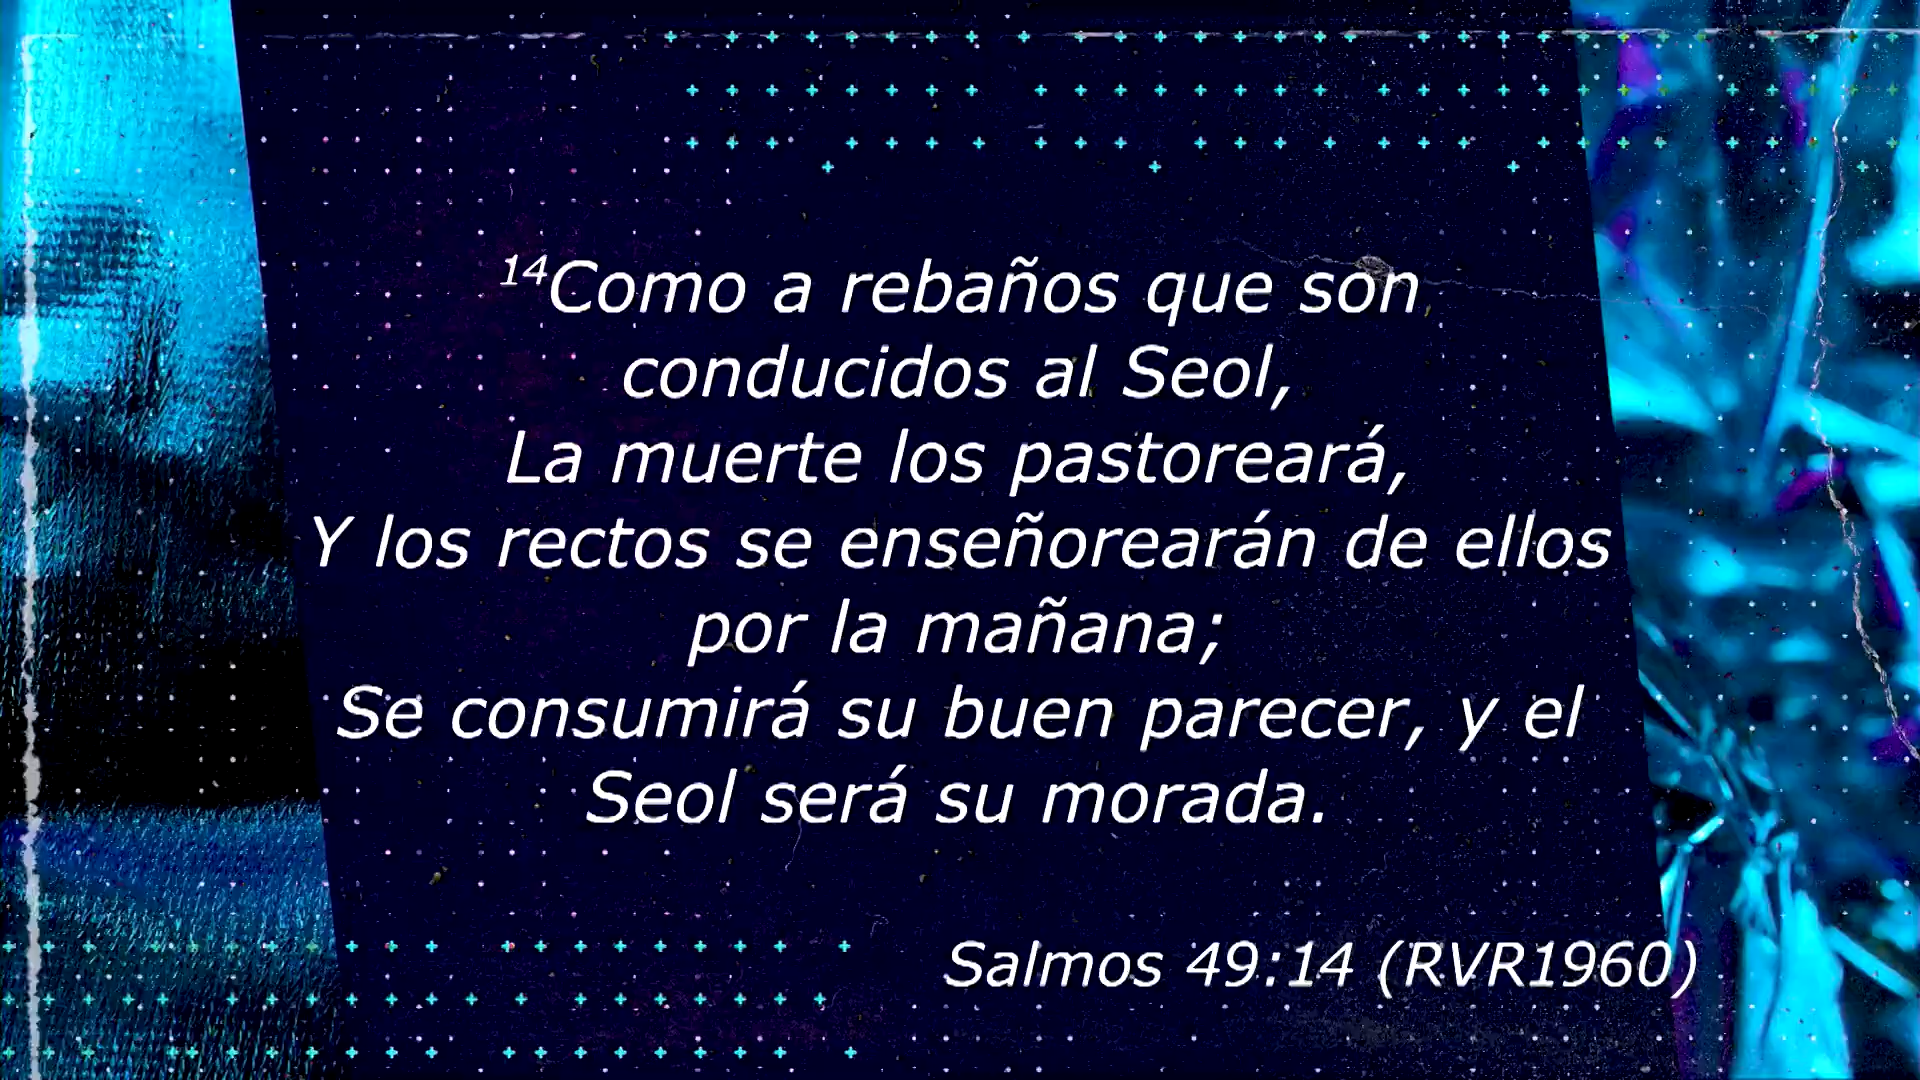 ¹⁴Como a rebaños que son
conducidos al Seol,
La muerte los pastoreará,
Y los rectos se enseñorearán de ellos
por la mañana;
Se consumirá su buen parecer, y el
Seol será su morada.
Salmos 49:14 (RVR1960)